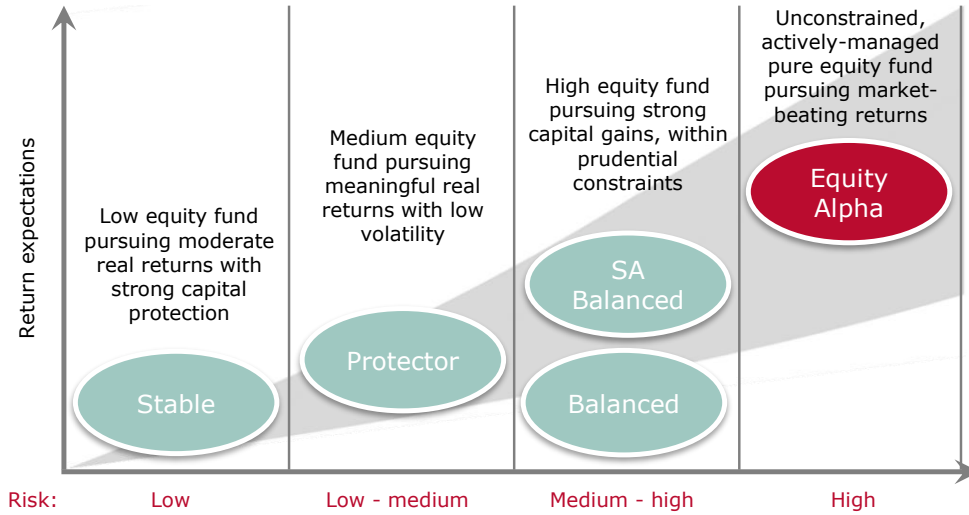 Return expectations
Low equity fund
pursuing moderate
real returns with
strong capital
protection
Stable
Medium equity
fund pursuing
meaningful real
returns with low
volatility
Protector
High equity fund
pursuing strong
capital gains, within
prudential
constraints
SA
Balanced
Balanced
Unconstrained,
actively-managed
pure equity fund
pursuing market-
beating returns
Equity
Alpha
Risk:
Low
Low - medium
Medium - high
High